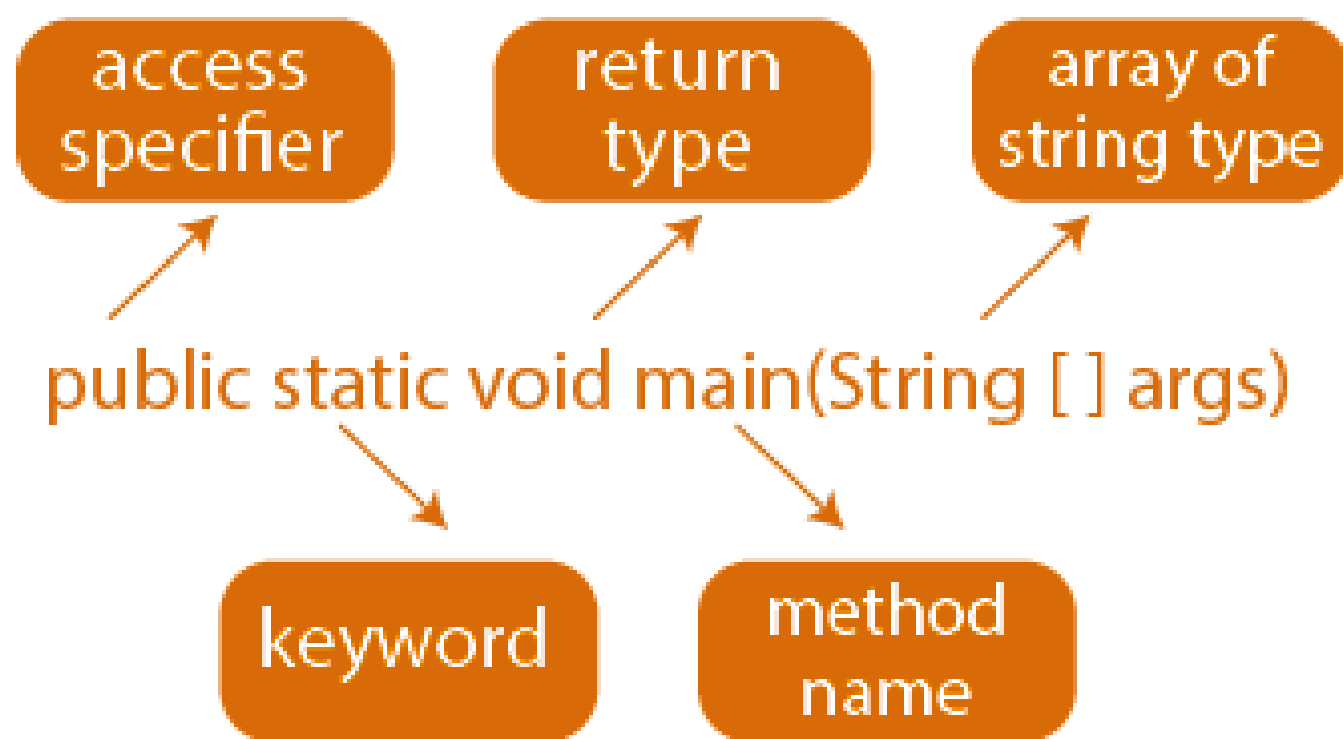 access
specifier
return
type
array of
string type
public static void main(String [ ] args)
keyword
method
name